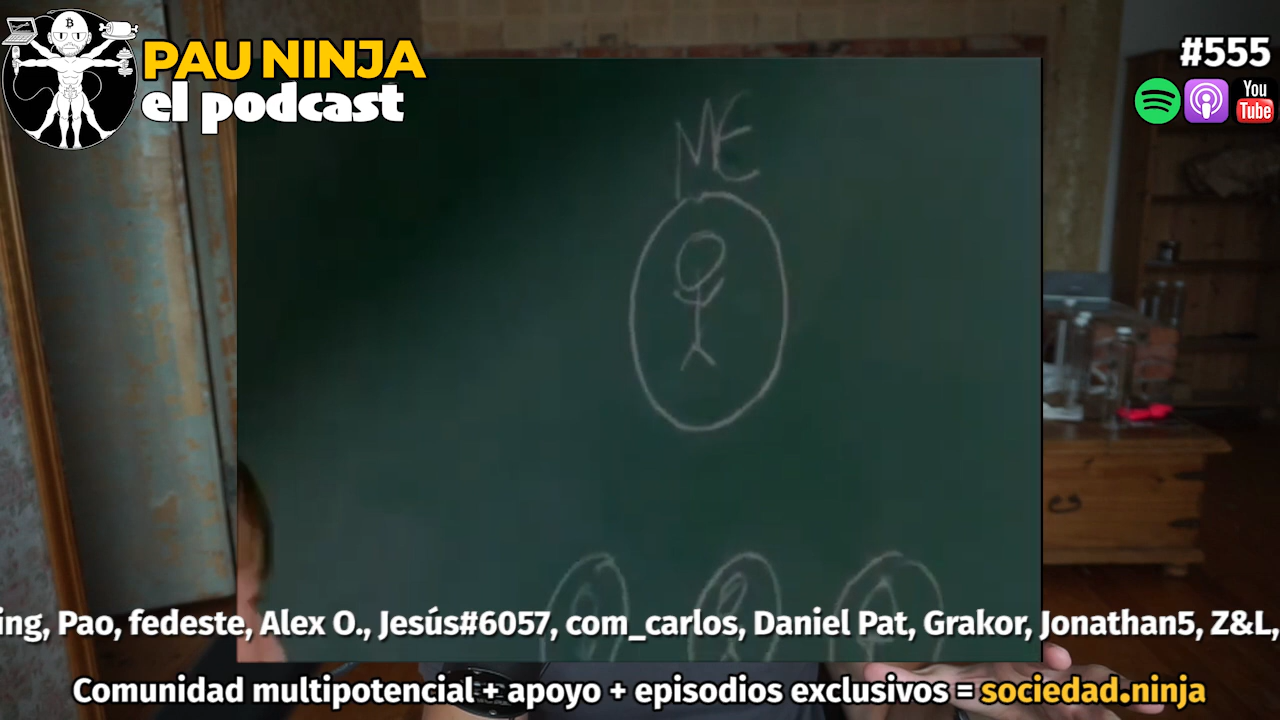 PAU NINJA
el podcast
#555
You
Tube
ME
ing, Pao, fedeste, Alex O., Jesús#6057, com_carlos, Daniel Pat, Grakor, Jonathan5, Z&L,
Comunidad multipotencial + apoyo + episodios exclusivos = sociedad.ninja